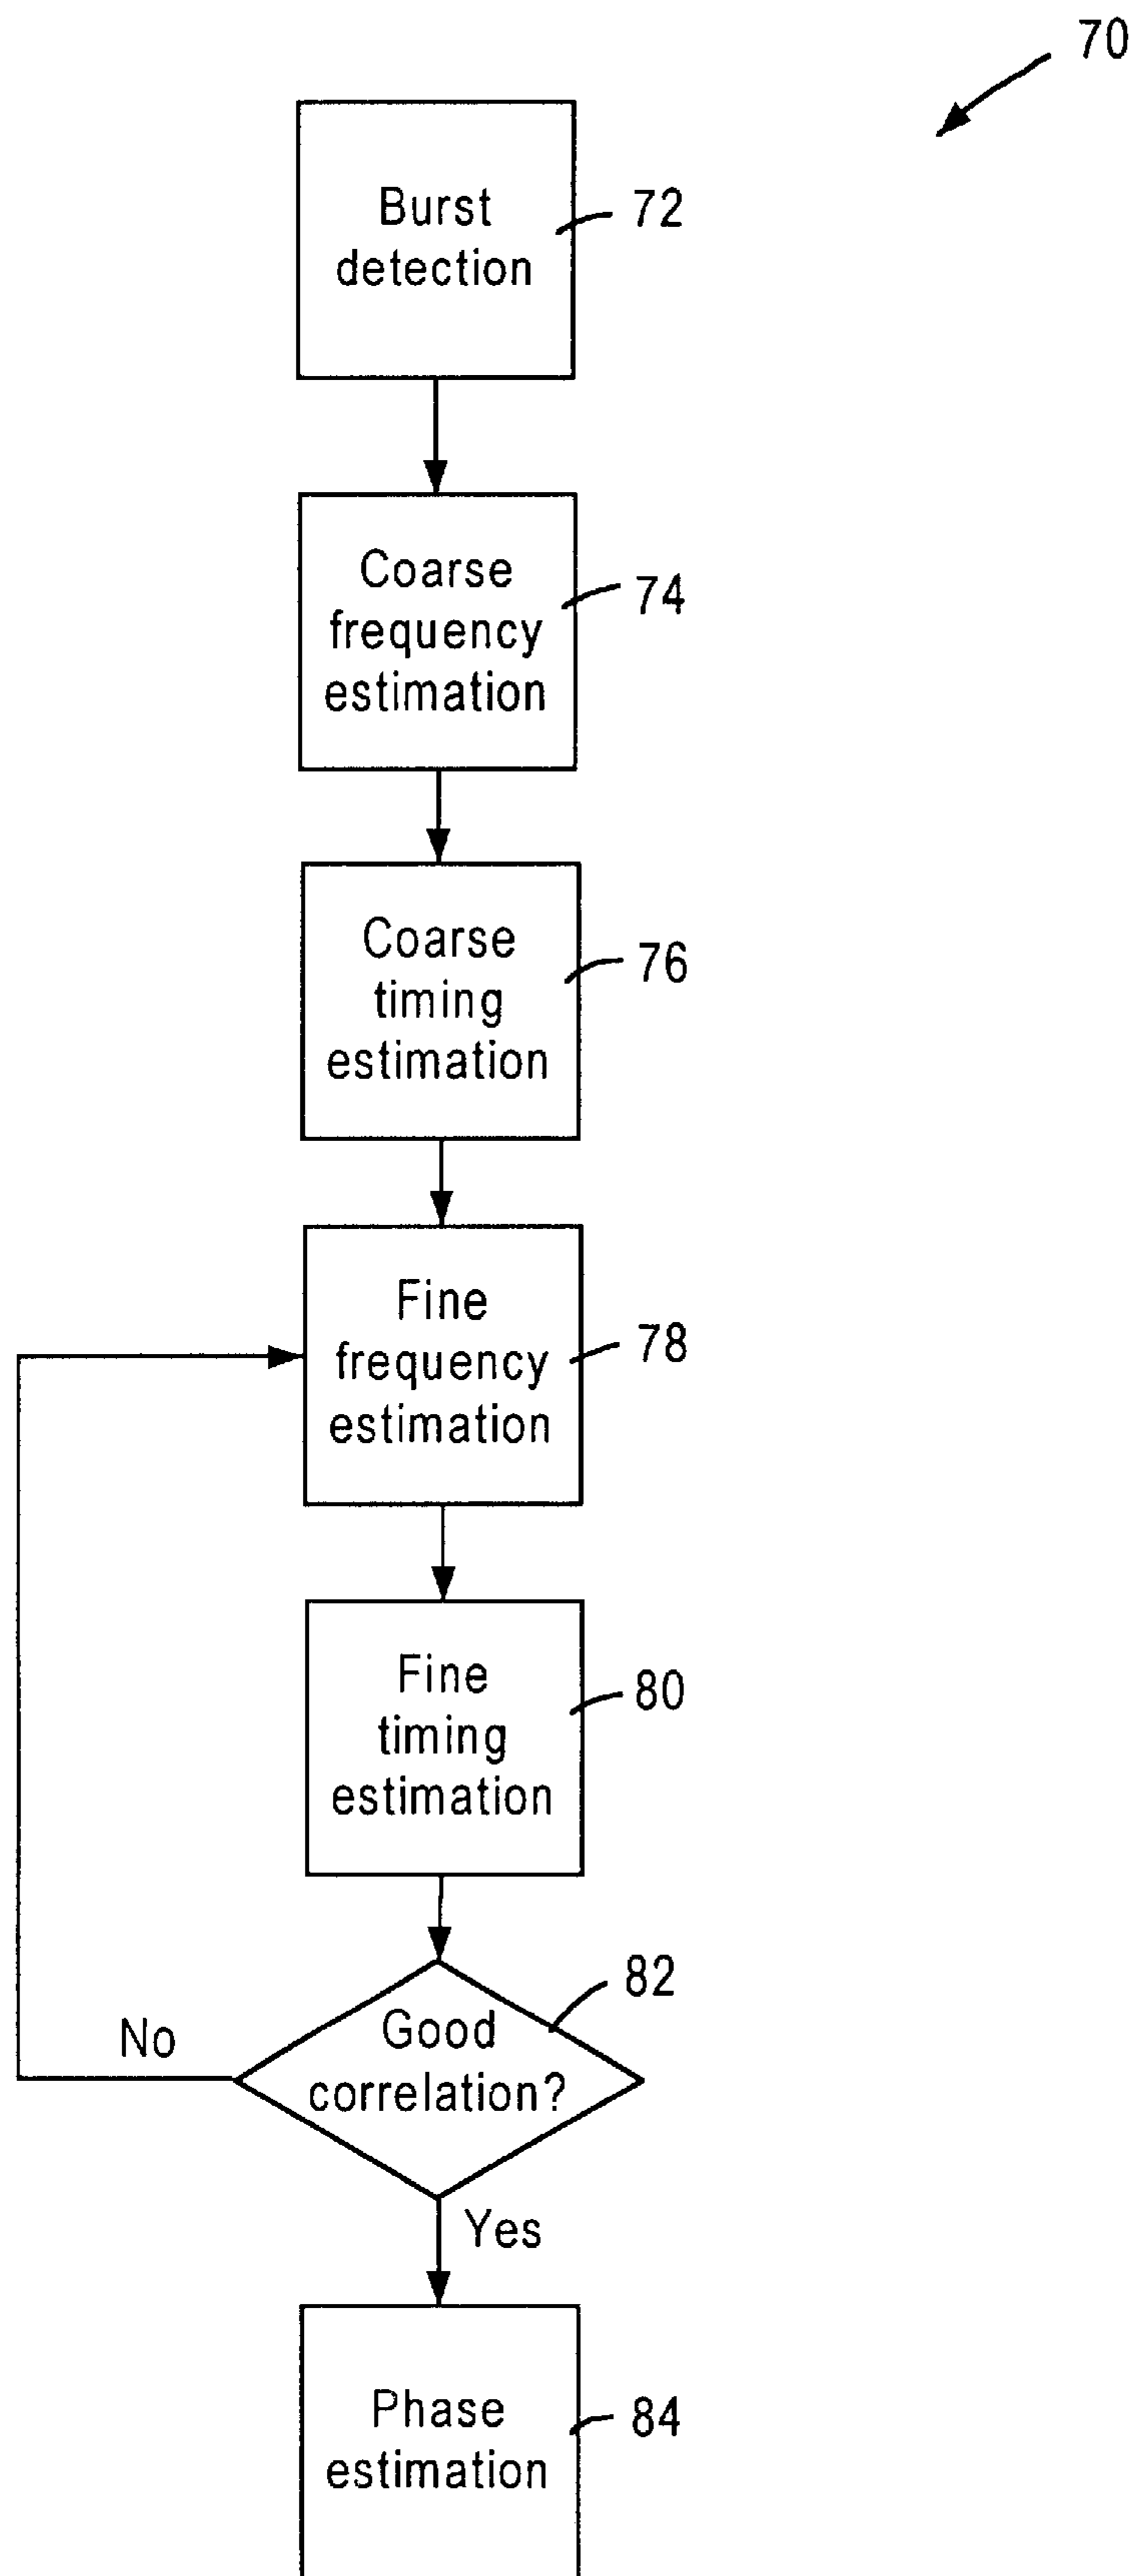 70
Burst
detection
72
Coarse
frequency
estimation
74
Coarse
timing
estimation
76
Fine
frequency
estimation
78
Fine
timing
estimation
80
82
Good
correlation?
No
Yes
Phase
estimation
84